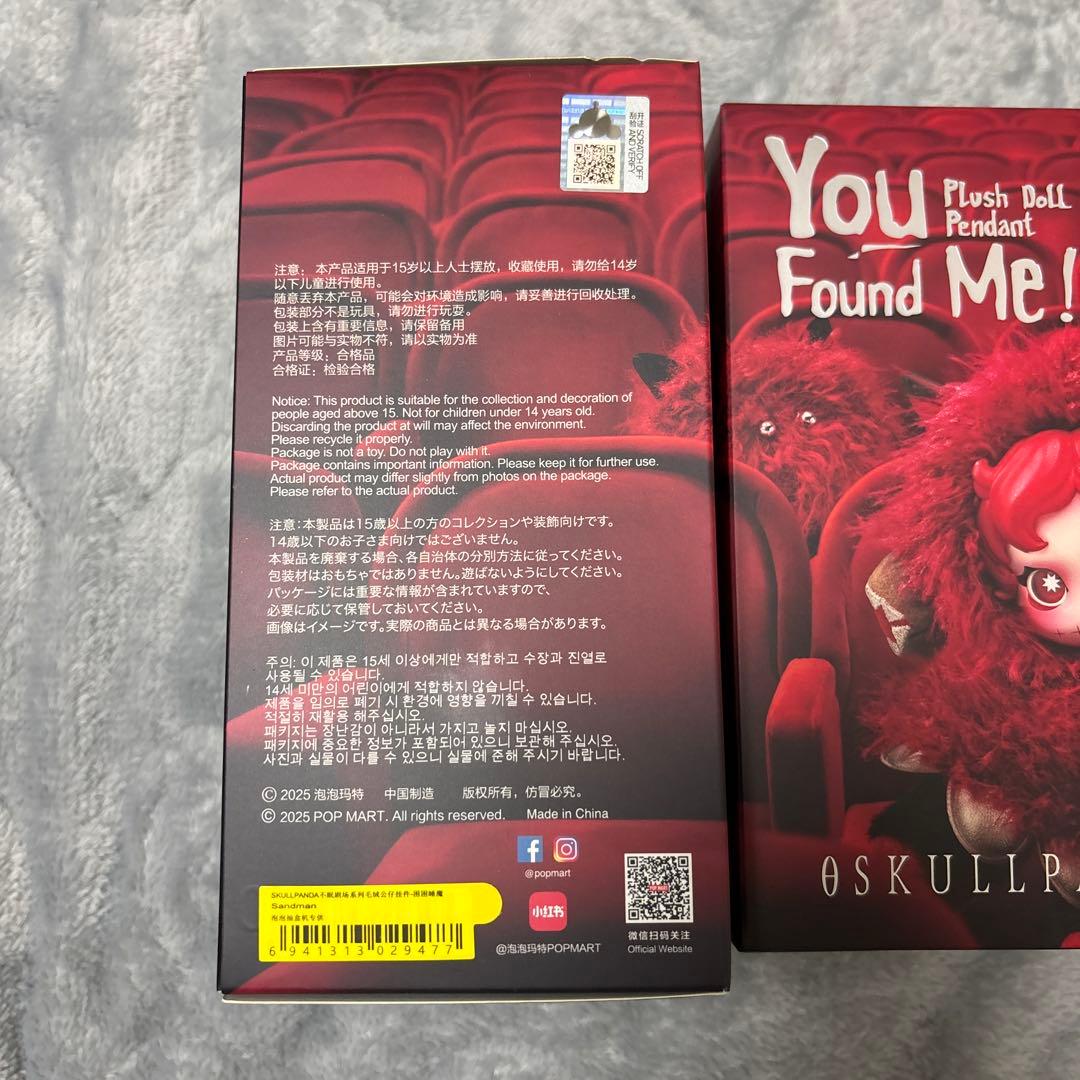 开
刮涂
刮验
SCRATCH OFF
AND VERIFY
注意：本产品适用于15岁以上人士摆放，收藏使用，请勿给14岁
以下儿童进行使用。
随意丢弃本产品，可能会对环境造成影响，请妥善进行回收处理。
包装部分不是玩具，请勿进行玩耍。
包装上含有重要信息，请保留备用
图片可能与实物不符，请以实物为准
产品等级：合格品
合格证：检验合格
Notice: This product is suitable for the collection and decoration of
people aged above 15. Not for children under 14 years old.
Discarding the product at will may affect the environment.
Please recycle it properly.
Package is not a toy. Do not play with it.
Package contains important information. Please keep it for further use.
Actual product may differ slightly from photos on the package.
Please refer to the actual product.
注意：本製品は15歳以上の方のコレクションや装飾向けです。
14歳以下のお子さま向けではございません。
本製品を廃棄する場合、各自治体の分別方法に従ってください。
包装材はおもちゃではありません。遊ばないようにしてください。
パッケージには重要な情報が含まれていますので、
必要に応じて保管しておいてください。
画像はイメージです。実際の商品とは異なる場合があります。
주의: 이 제품은 15세 이상에게만 적합하고 수장과 진열로
사용될 수 있습니다.
14세 미만의 어린이에게 적합하지 않습니다.
제품을 임의로 폐기 시 환경에 영향을 끼칠 수 있습니다.
적절히 재활용 해주십시오.
패키지는 장난감이 아니라서 가지고 놀지 마십시오.
패키지에 중요한 정보가 포함되어 있으니 보관해 주십시오.
사진과 실물이 다를 수 있으니 실물에 준해 주시기 바랍니다.
© 2025 泡泡玛特 中国制造 版权所有，仿冒必究。
© 2025 POP MART. All rights reserved. Made in China
@popmart
小红书
@泡泡玛特POPMART
POP MART
微信扫码关注
Official Website
SKULLPANDA不眠剧场系列毛绒公仔挂件-困困睡魔
Sandman
泡泡抽盒机专供
6 941313 029477
You
Found Me!
Plush Doll
Pendant
θSKULLPA